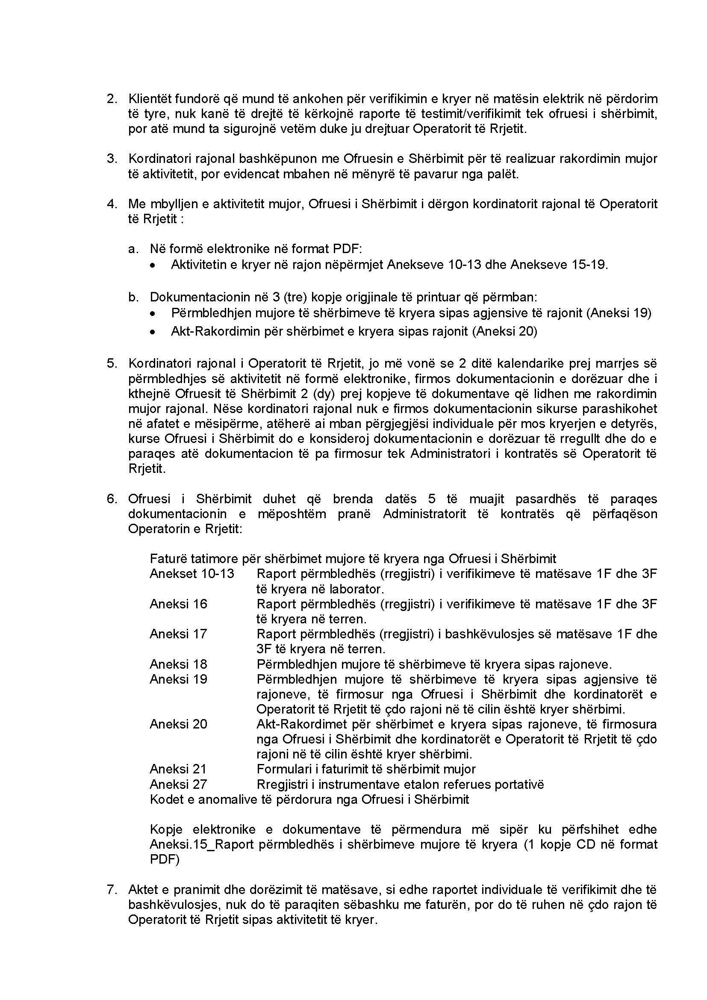 2. Klientët fundorë që mund të ankohen për verifikimin e kryer në matësin elektrik në përdorim
të tyre, nuk kanë të drejtë të kërkojnë raporte të testimit/verifikimit tek ofruesi i shërbimit,
por atë mund ta sigurojnë vetëm duke ju drejtuar Operatorit të Rrjetit.
3. Kordinatori rajonal bashkëpunon me Ofruesin e Shërbimit për të realizuar rakordimin mujor
të aktivitetit, por evidencat mbahen në mënyrë të pavarur nga palët.
4. Me mbylljen e aktivitetit mujor, Ofruesi i Shërbimit i dërgon kordinatorit rajonal të Operatorit
të Rrjetit :
a. Në formë elektronike në format PDF:
• Aktivitetin e kryer në rajon nëpërmjet Anekseve 10-13 dhe Anekseve 15-19.
b. Dokumentacionin në 3 (tre) kopje origjinale të printuar që përmban:
• Përmbledhjen mujore të shërbimeve të kryera sipas agjensive të rajonit (Aneksi 19)
• Akt-Rakordimin për shërbimet e kryera sipas rajonit (Aneksi 20)
5. Kordinatori rajonal i Operatorit të Rrjetit, jo më vonë se 2 ditë kalendarike prej marrjes së
përmbledhjes së aktivitetit në formë elektronike, firmos dokumentacionin e dorëzuar dhe i
kthejnë Ofruesit të Shërbimit 2 (dy) prej kopjeve të dokumentave që lidhen me rakordimin
mujor rajonal. Nëse kordinatori rajonal nuk e firmos dokumentacionin sikurse parashikohet
në afatet e mësipërme, atëherë ai mban përgjegjësi individuale për mos kryerjen e detyrës,
kurse Ofruesi i Shërbimit do e konsideroj dokumentacionin e dorëzuar të rregullt dhe do e
paraqes atë dokumentacion të pa firmosur tek Administratori i kontratës së Operatorit të
Rrjetit.
6. Ofruesi i Shërbimit duhet që brenda datës 5 të muajit pasardhës të paraqes
dokumentacionin e mëposhtëm pranë Administratorit të kontratës që përfaqëson
Operatorin e Rrjetit:
Faturë tatimore për shërbimet mujore të kryera nga Ofruesi i Shërbimit
Anekset 10-13 Raport përmbledhës (rregjistri) i verifikimeve të matësave 1F dhe 3F
të kryera në laborator.
Aneksi 16 Raport përmbledhës (rregjistri) i verifikimeve të matësave 1F dhe 3F
të kryera në terren.
Aneksi 17 Raport përmbledhës (rregjistri) i bashkëvulosjes së matësave 1F dhe
3F të kryera në terren.
Aneksi 18 Përmbledhjen mujore të shërbimeve të kryera sipas rajoneve.
Aneksi 19 Përmbledhjen mujore të shërbimeve të kryera sipas agjensive të
rajoneve, të firmosur nga Ofruesi i Shërbimit dhe kordinatorët e
Operatorit të Rrjetit të çdo rajoni në të cilin është kryer shërbimi.
Aneksi 20 Akt-Rakordimet për shërbimet e kryera sipas rajoneve, të firmosura
nga Ofruesi i Shërbimit dhe kordinatorët e Operatorit të Rrjetit të çdo
rajoni në të cilin është kryer shërbimi.
Aneksi 21 Formulari i faturimit të shërbimit mujor
Aneksi 27 Rregjistri i instrumentave etalon referues portativë
Kodet e anomalive të përdorura nga Ofruesi i Shërbimit
Kopje elektronike e dokumentave të përmendura më sipër ku përfshihet edhe
Aneksi.15_Raport përmbledhës i shërbimeve mujore të kryera (1 kopje CD në format
PDF)
7. Aktet e pranimit dhe dorëzimit të matësave, si edhe raportet individuale të verifikimit dhe të
bashkëvulosjes, nuk do të paraqiten sëbashku me faturën, por do të ruhen në çdo rajon të
Operatorit të Rrjetit sipas aktivitetit të kryer.